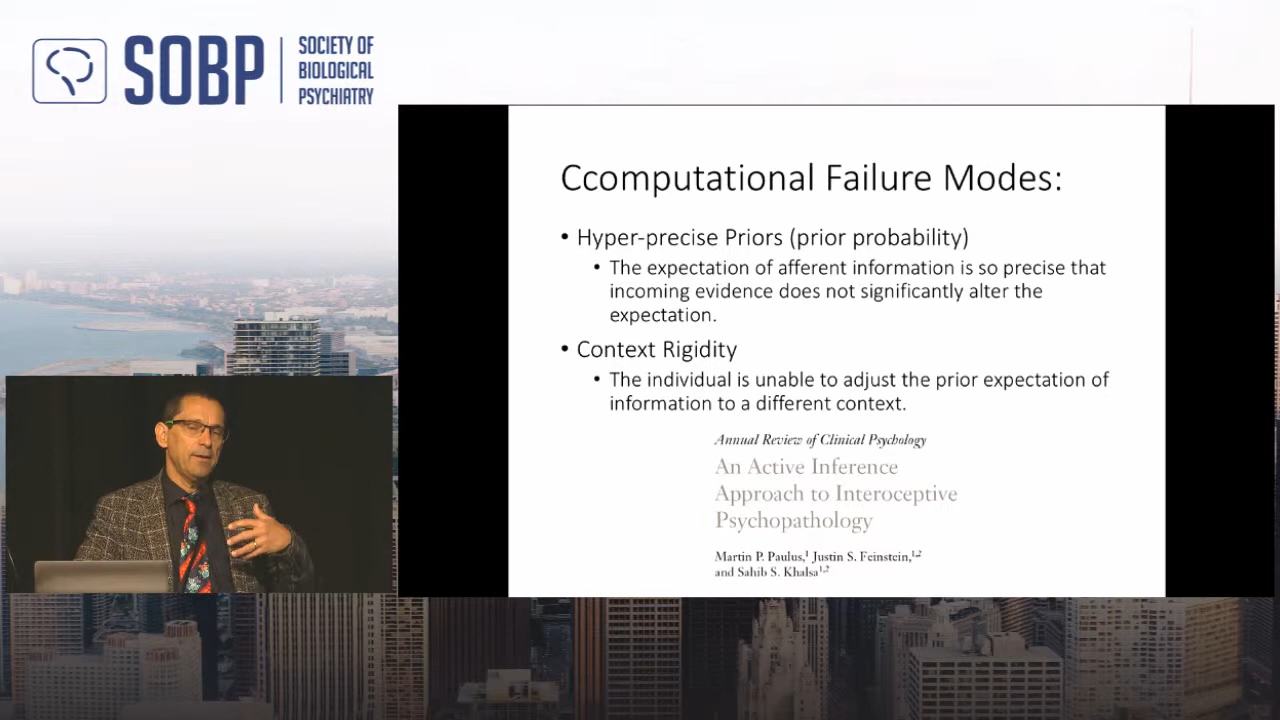 SOBP
SOCIETY OF
BIOLOGICAL
PSYCHIATRY
Ccomputational Failure Modes:
• Hyper-precise Priors (prior probability)
• The expectation of afferent information is so precise that
incoming evidence does not significantly alter the
expectation.
• Context Rigidity
• The individual is unable to adjust the prior expectation of
information to a different context.
Annual Review of Clinical Psychology
An Active Inference
Approach to Interoceptive
Psychopathology
Martin P. Paulus,¹ Justin S. Feinstein,¹,²
and Sahib S. Khalsa¹,²